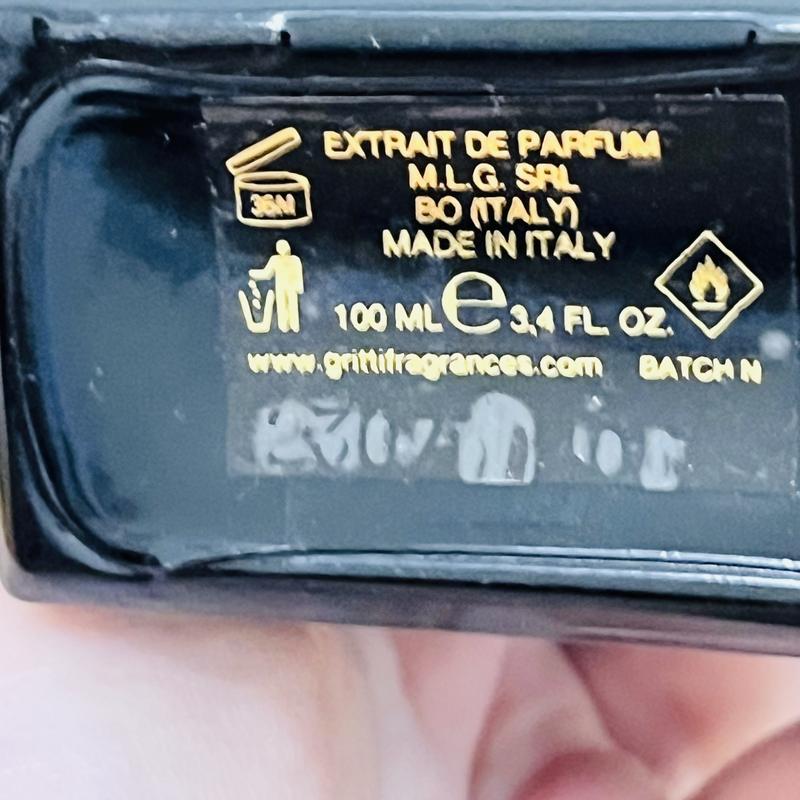 EXTRAIT DE PARFUM
M.L.G. SRL
BO (ITALY)
MADE IN ITALY
36M
100 ML e 3,4 FL. OZ.
www.grittifragrances.com BATCH N